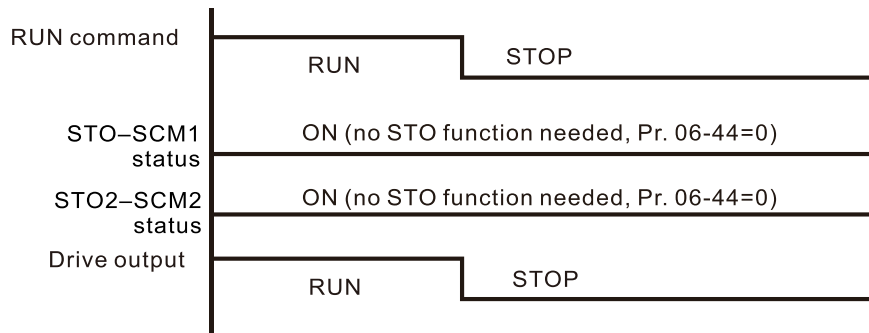 RUN command
RUN
STOP
STO–SCM1
status
ON (no STO function needed, Pr. 06-44=0)
STO2–SCM2
status
ON (no STO function needed, Pr. 06-44=0)
Drive output
RUN
STOP